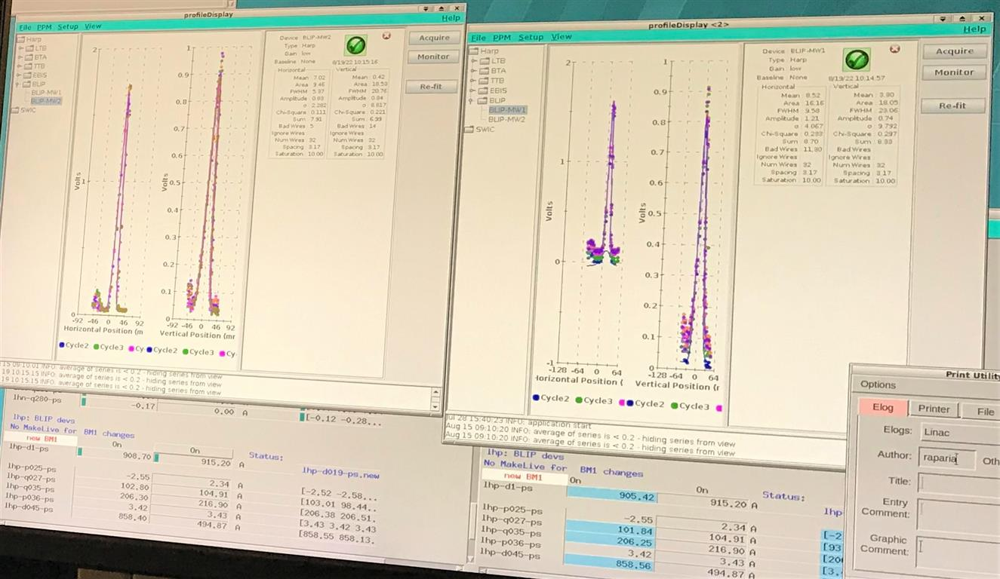 profileDisplay
File PPM Setup View Help
Harp
LTB
BTA
TTB
EBIS
BLIP
BLIP-MW1
BLIP-MW2
SWIC
2
1
0
Volts
-92 -46 0 46 92
Horizontal Position (m
1
0.9
0.8
0.7
0.6
0.5
0.4
0.3
0.2
0.1
0
Volts
-92 -46 0 46 92
Vertical Position (mr
Cycle2 Cycle3 Cy Cycle2 Cycle3 Cy
Device BLIP-MW2
Type Harp
Gain low
Baseline None
8/19/22 10:15:16
Horizontal
Mean 7.02
Area 9.46
FWHM 5.37
Amplitude 0.83
σ 2.282
Chi-Square 0.111
Sum 7.91
Bad Wires 5
Ignore Wires
Num Wires 32
Spacing 3.17
Saturation 10.00
Vertical
Mean 0.42
Area 18.53
FWHM 20.76
Amplitude 0.84
σ 8.817
Chi-Square 0.221
Sum 6.99
Bad Wires 14
Ignore Wires
Num Wires 32
Spacing 3.17
Saturation 10.00
Acquire
Monitor
Re-fit
15 09:10:01 INFO: average of series is < 0.2 - hiding series from view
19 10:15:15 INFO: average of series is < 0.2 - hiding series from view
19 10:15:15 INFO: average of series is < 0.2 - hiding series from view
profileDisplay <2>
File PPM Setup View Help
Harp
LTB
BTA
TTB
EBIS
BLIP
BLIP-MW1
BLIP-MW2
SWIC
2
1
0
-1
Volts
-128 -64 0 64
Horizontal Position (
1
0.9
0.8
0.7
0.6
0.5
0.4
0.3
0.2
0.1
0
Volts
-128 -64 0 64
Vertical Position (r
Cycle2 Cycle3 Cycle2 Cycle3
Device BLIP-MW1
Type Harp
Gain low
Baseline None
8/19/22 10:14:57
Horizontal
Mean 8.52
Area 16.16
FWHM 9.58
Amplitude 1.21
σ 4.067
Chi-Square 0.283
Sum 8.70
Bad Wires 11,30
Ignore Wires
Num Wires 32
Spacing 3.17
Saturation 10.00
Vertical
Mean 3.80
Area 18.05
FWHM 23.06
Amplitude 0.74
σ 9.792
Chi-Square 0.297
Sum 8.33
Bad Wires
Ignore Wires
Num Wires 32
Spacing 3.17
Saturation 10.00
Acquire
Monitor
Re-fit
Jul 28 15:40:23 INFO: application start
Aug 15 09:10:20 INFO: average of series is < 0.2 - hiding series from view
Aug 15 09:10:20 INFO: average of series is < 0.2 - hiding series from view
lhn-q280-ps -0.17 0.00 A [-0.12 -0.28...
lhp: BLIP devs
No MakeLive for BM1 changes
new BM1 On On Status:
lhp-d1-ps 908.70 915.20 A lhp-d019-ps.new
lhp-p025-ps -2.55 2.34 A [-2.52 -2.58...
lhp-q027-ps 102.80 104.91 A [103.01 98.44...
lhp-q035-ps 206.30 216.90 A [206.38 206.51.
lhp-p036-ps 3.42 3.43 A [3.43 3.42 3.43
lhp-d045-ps 858.40 494.87 A [858.55 858.13.
lhp: BLIP devs
No MakeLive for BM1 changes
new BM1 On On Status:
lhp-d1-ps 905.42 915.20 A lhp-
lhp-p025-ps -2.55 2.34 A [-2
lhp-q027-ps 101.84 104.91 A [93
lhp-q035-ps 206.25 216.90 A [20
lhp-p036-ps 3.42 3.43 A [3.
lhp-d045-ps 858.56 494.87 A
Print Utility
Options
Elog Printer File
Elogs: Linac
Author: raparia Oth
Title:
Entry Comment:
Graphic Comment: